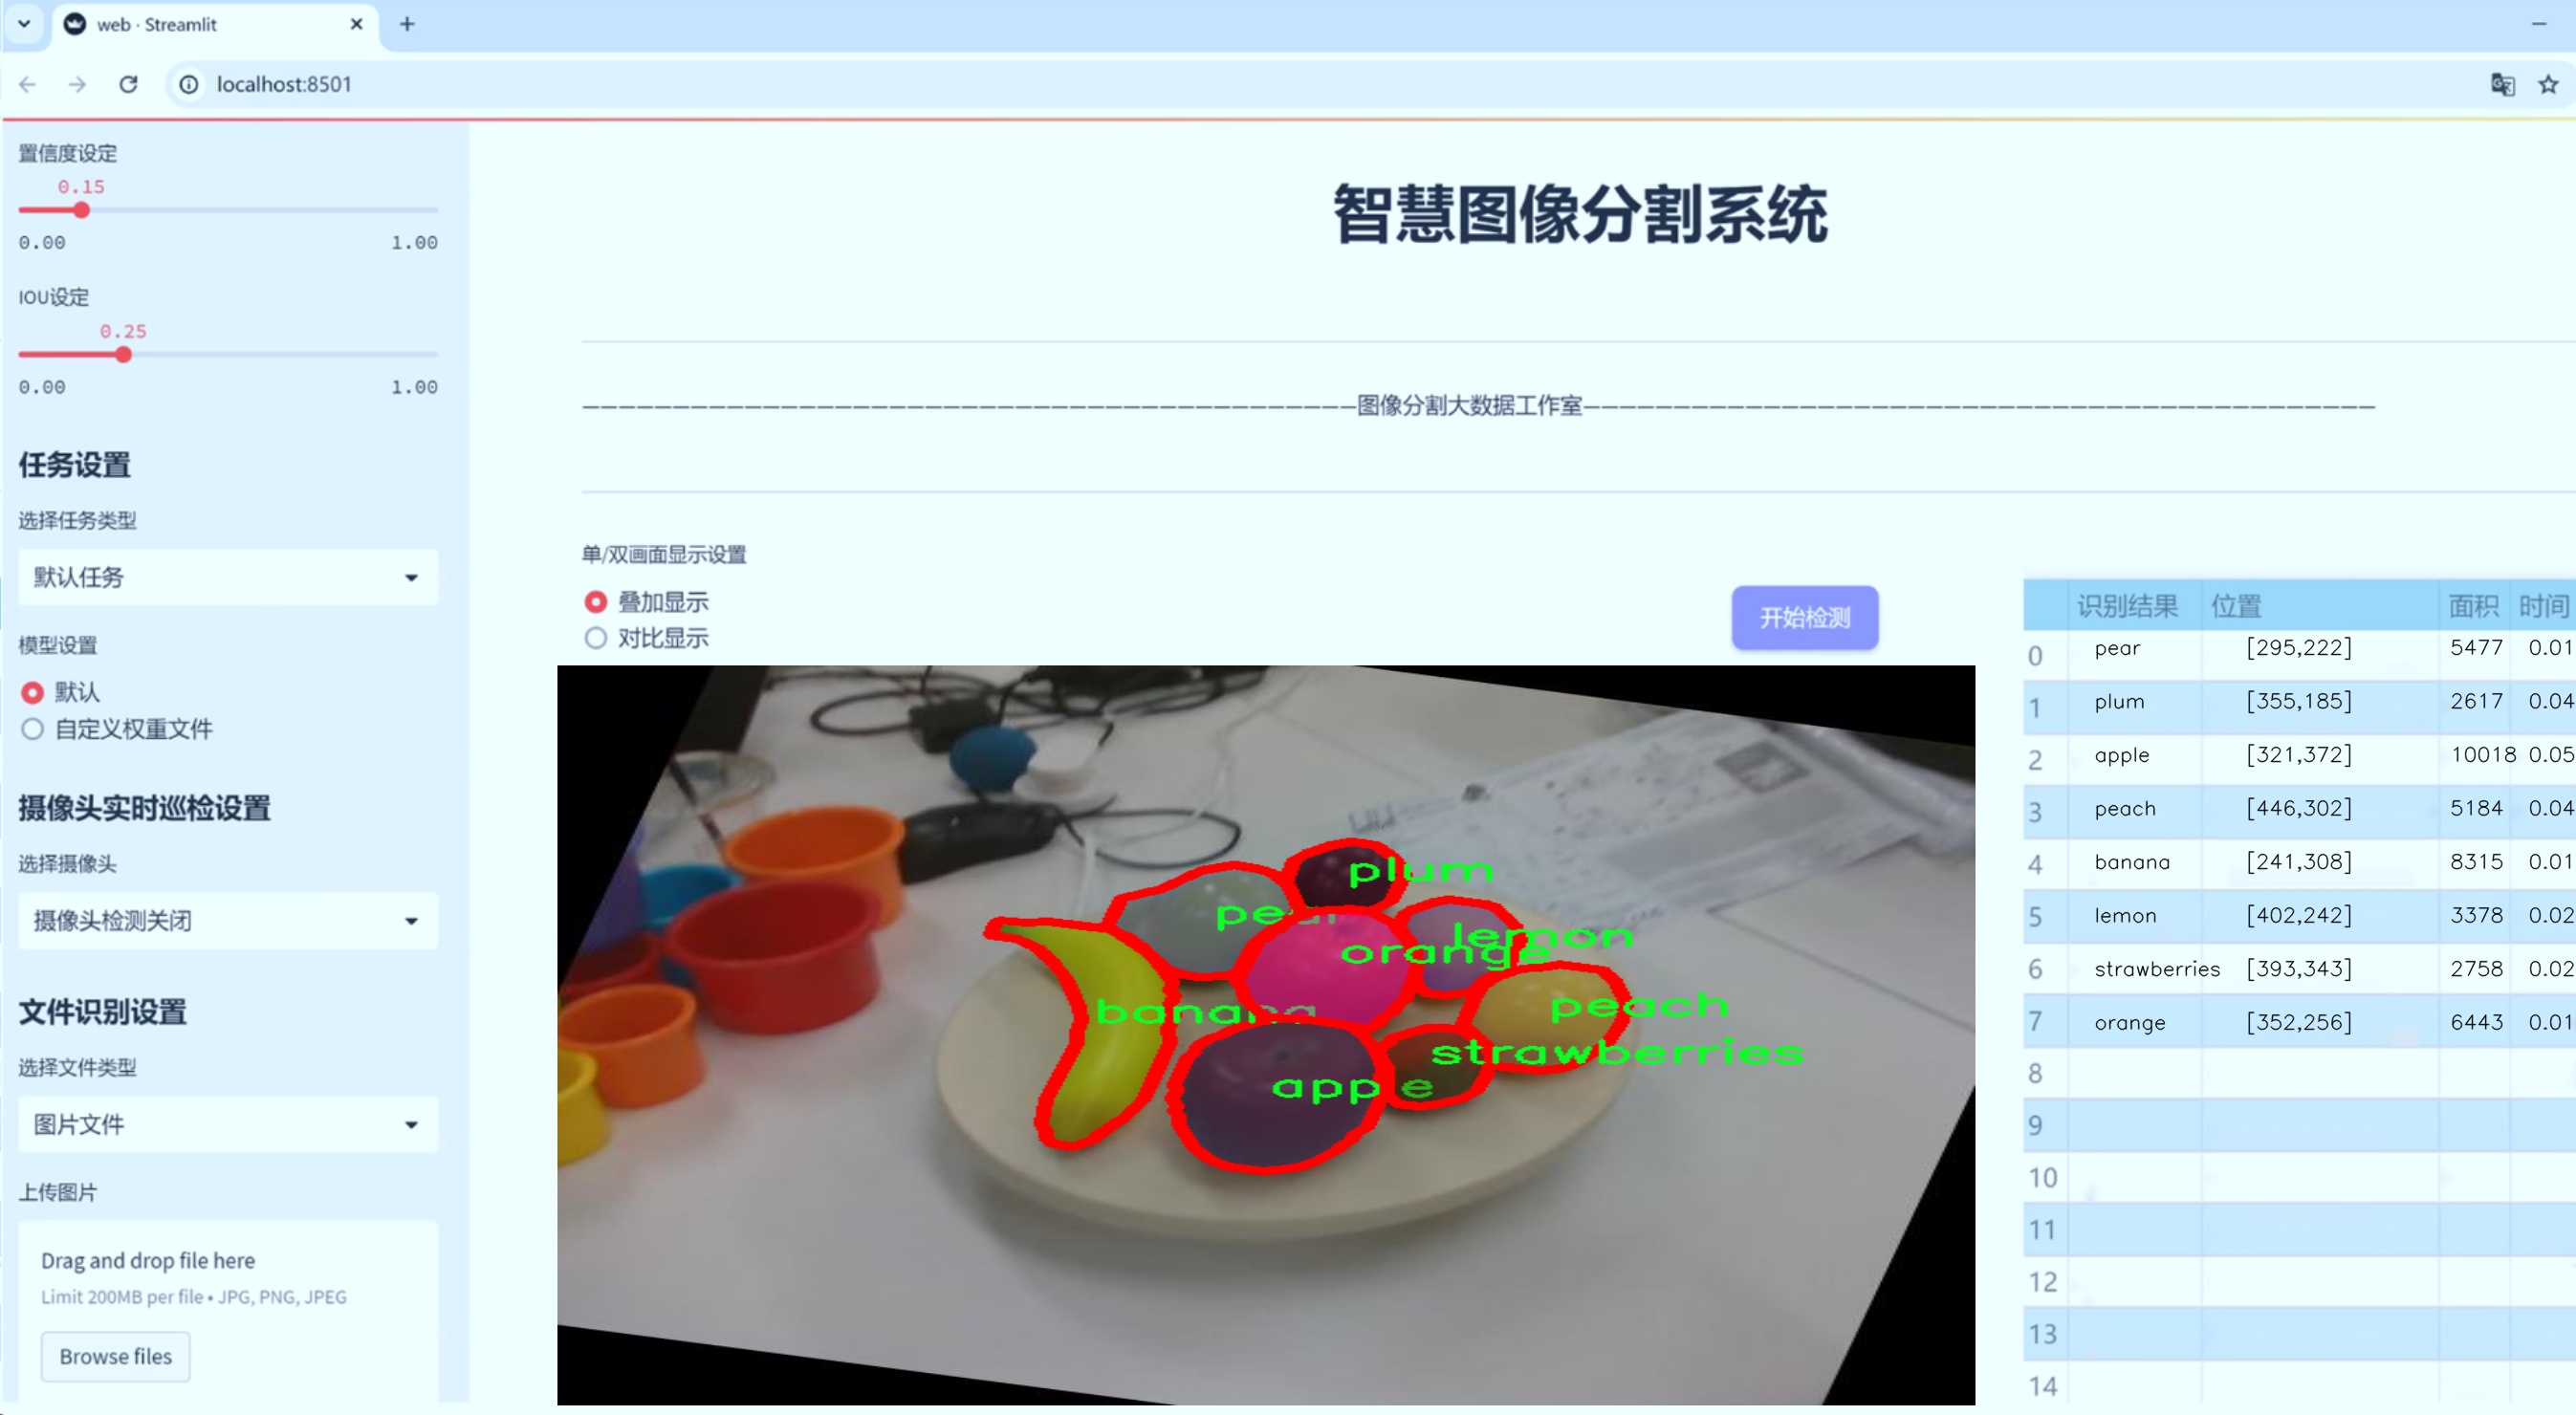 web · Streamlit
localhost:8501
置信度设定
0.15
0.00 1.00
IOU设定
0.25
0.00 1.00
任务设置
选择任务类型
默认任务
模型设置
默认
自定义权重文件
摄像头实时巡检设置
选择摄像头
摄像头检测关闭
文件识别设置
选择文件类型
图片文件
上传图片
Drag and drop file here
Limit 200MB per file • JPG, PNG, JPEG
Browse files
智慧图像分割系统
图像分割大数据工作室
单/双画面显示设置
叠加显示
对比显示
开始检测
plum
pear
lemon
orange
peach
banana
strawberries
apple
识别结果 位置 面积 时间
0 pear [295,222] 5477 0.01
1 plum [355,185] 2617 0.04
2 apple [321,372] 10018 0.05
3 peach [446,302] 5184 0.04
4 banana [241,308] 8315 0.01
5 lemon [402,242] 3378 0.02
6 strawberries [393,343] 2758 0.02
7 orange [352,256] 6443 0.01
8
9
10
11
12
13
14